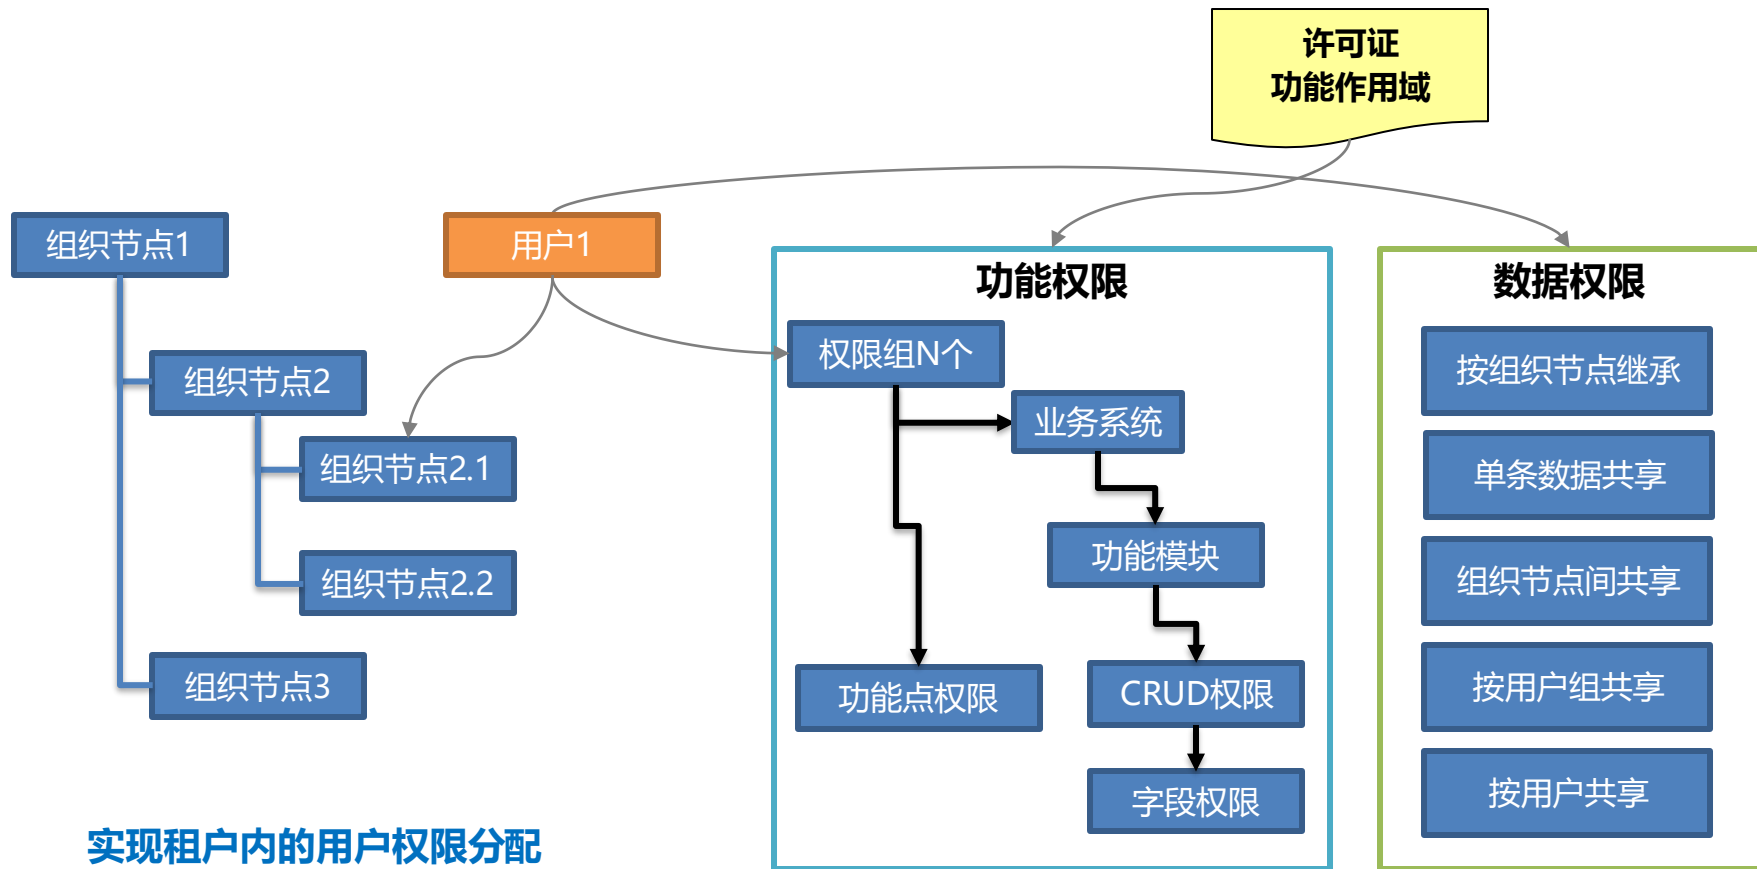 许可证
功能作用域
组织节点1
用户1
组织节点2
组织节点2.1
组织节点2.2
组织节点3
功能权限
权限组N个
业务系统
功能模块
功能点权限
CRUD权限
字段权限
数据权限
按组织节点继承
单条数据共享
组织节点间共享
按用户组共享
按用户共享
实现租户内的用户权限分配